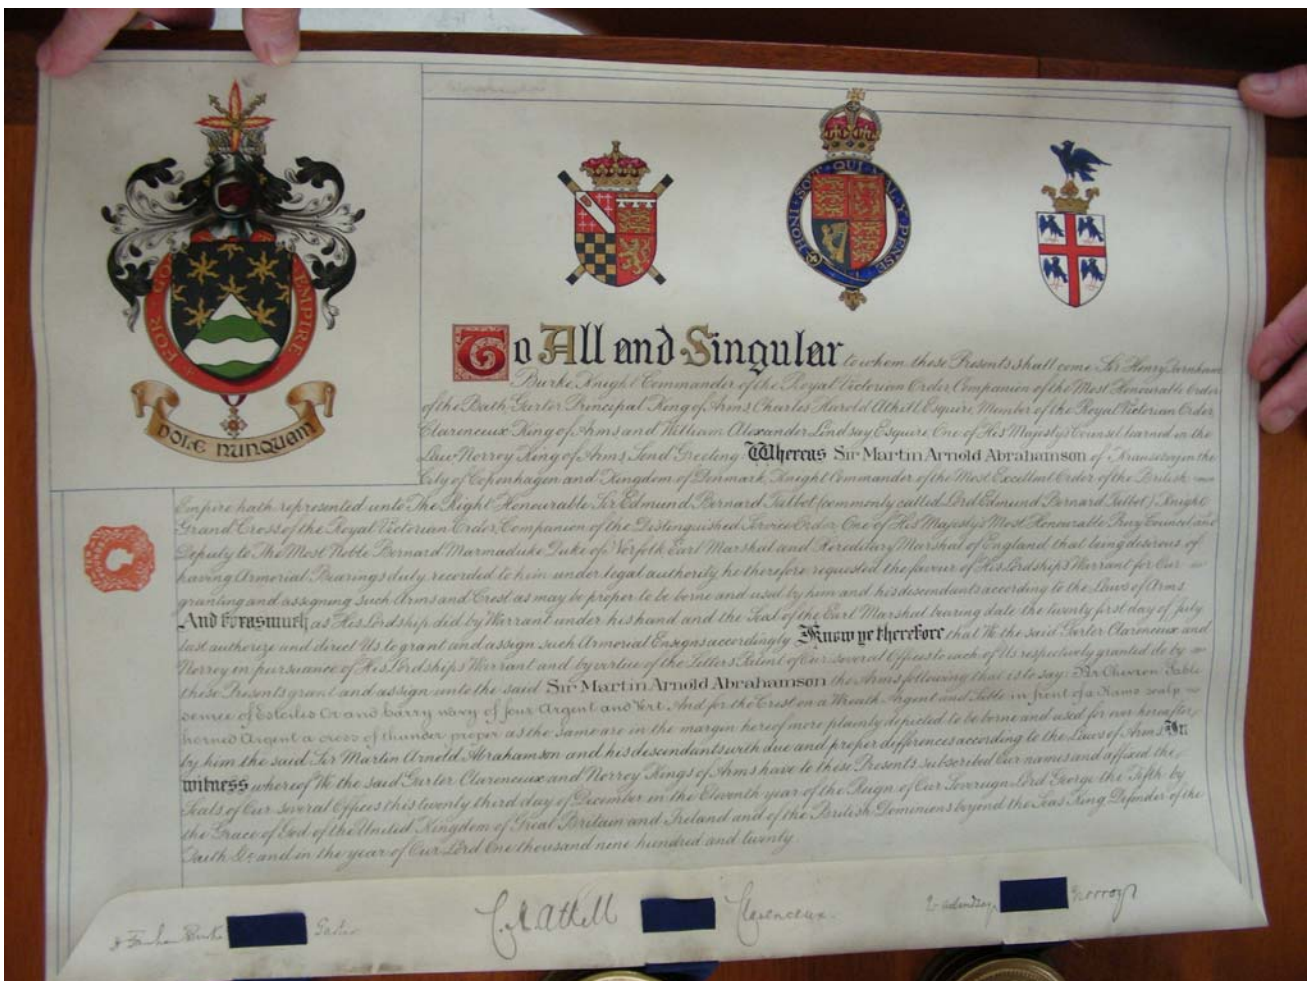 FOR GOD
EMPIRE
DOLE NUNQUAM
HONI·SOIT·QUI·MAL·Y·PENSE
To All and Singular to whom these Presents shall come Sir Henry Farnham
Burke Knight Commander of the Royal Victorian Order Companion of the Most Honourable Order
of the Bath Garter Principal King of Arms Charles Harold Athill Esquire, Member of the Royal Victorian Order,
Clarenceux King of Arms and William Alexander Lindsay Esquire One of His Majesty's Counsel learned in the
Law Norroy King of Arms Send Greeting Whereas Sir Martin Arnold Abrahamson of in the
City of Copenhagen and Kingdom of Denmark, Knight Commander of the Most Excellent Order of the British
Empire hath represented unto The Right Honourable Sir Edmund Bernard Talbot (commonly called Lord Edmund Bernard Talbot) Knight
Grand Cross of the Royal Victorian Order, Companion of the Distinguished Service Order, One of His Majesty's Most Honourable Privy Council and
Deputy to The Most Noble Bernard Marmaduke Duke of Norfolk Earl Marshal and Hereditary Marshal of England, that being desirous of
having Armorial Bearings duly recorded to him under legal authority he therefore requested the favour of His Lordship's Warrant for Our
granting and assigning such Arms and Crest as may be proper to be borne and used by him and his descendants according to the Laws of Arms
And forasmuch as His Lordship did by Warrant under his hand and the Seal of the Earl Marshal bearing date the twenty first day of July
last authorize and direct Us to grant and assign such Armorial Ensigns accordingly Know ye therefore that We the said Garter Clarenceux and
Norroy in pursuance of His Lordship's Warrant and by virtue of the Letters Patent of Our several Offices to each of Us respectively granted do by
these Presents grant and assign unto the said Sir Martin Arnold Abrahamson the Arms following that is to say: Per Chevron Sable
semee of Estoiles Or and barry wavy of four Argent and Vert And for the Crest on a Wreath Argent and Sable in front of a Rams scalp
horned Argent a cross of thunder proper as the same are in the margin hereof more plainly depicted to be borne and used for ever hereafter
by him the said Sir Martin Arnold Abrahamson and his descendants with due and proper differences according to the Laws of Arms In
witness whereof We the said Garter Clarenceux and Norroy Kings of Arms have to these Presents subscribed Our names and affixed the
Seals of Our several Offices this twenty third day of December in the Eleventh year of the Reign of Our Sovereign Lord George the Fifth by
the Grace of God of the United Kingdom of Great Britain and Ireland and of the British Dominions beyond the Seas King Defender of the
Faith &c and in the year of Our Lord One thousand nine hundred and twenty
H Farnham Burke Garter C. H. Athill Clarenceux. W A Lindsay, Norroy